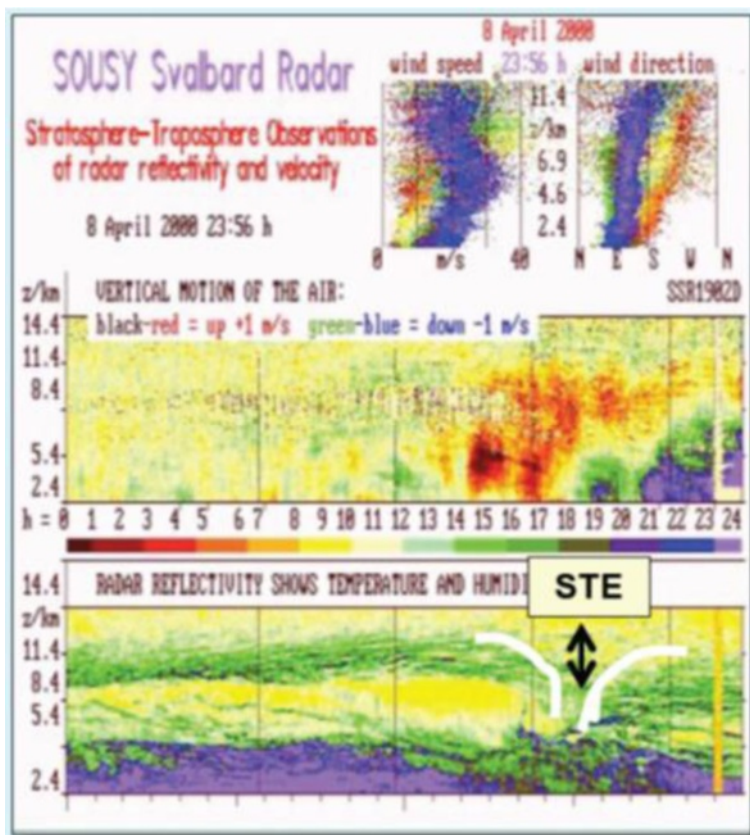 8 April 2000
SOUSY Svalbard Radar
wind speed 23:56 h wind direction
Stratosphere-Troposphere Observations
of radar reflectivity and velocity
8 April 2000 23:56 h
11.4
z/km
6.9
4.6
2.4
0 m/s 40 N E S W N
z/km VERTICAL MOTION OF THE AIR: SSR1902D
14.4 black-red = up +1 m/s green-blue = down -1 m/s
11.4
8.4
5.4
2.4
h = 0 1 2 3 4 5 6 7 8 9 10 11 12 13 14 15 16 17 18 19 20 21 22 23 24
14.4 RADAR REFLECTIVITY SHOWS TEMPERATURE AND HUMIDI STE
z/km
11.4
8.4
5.4
2.4